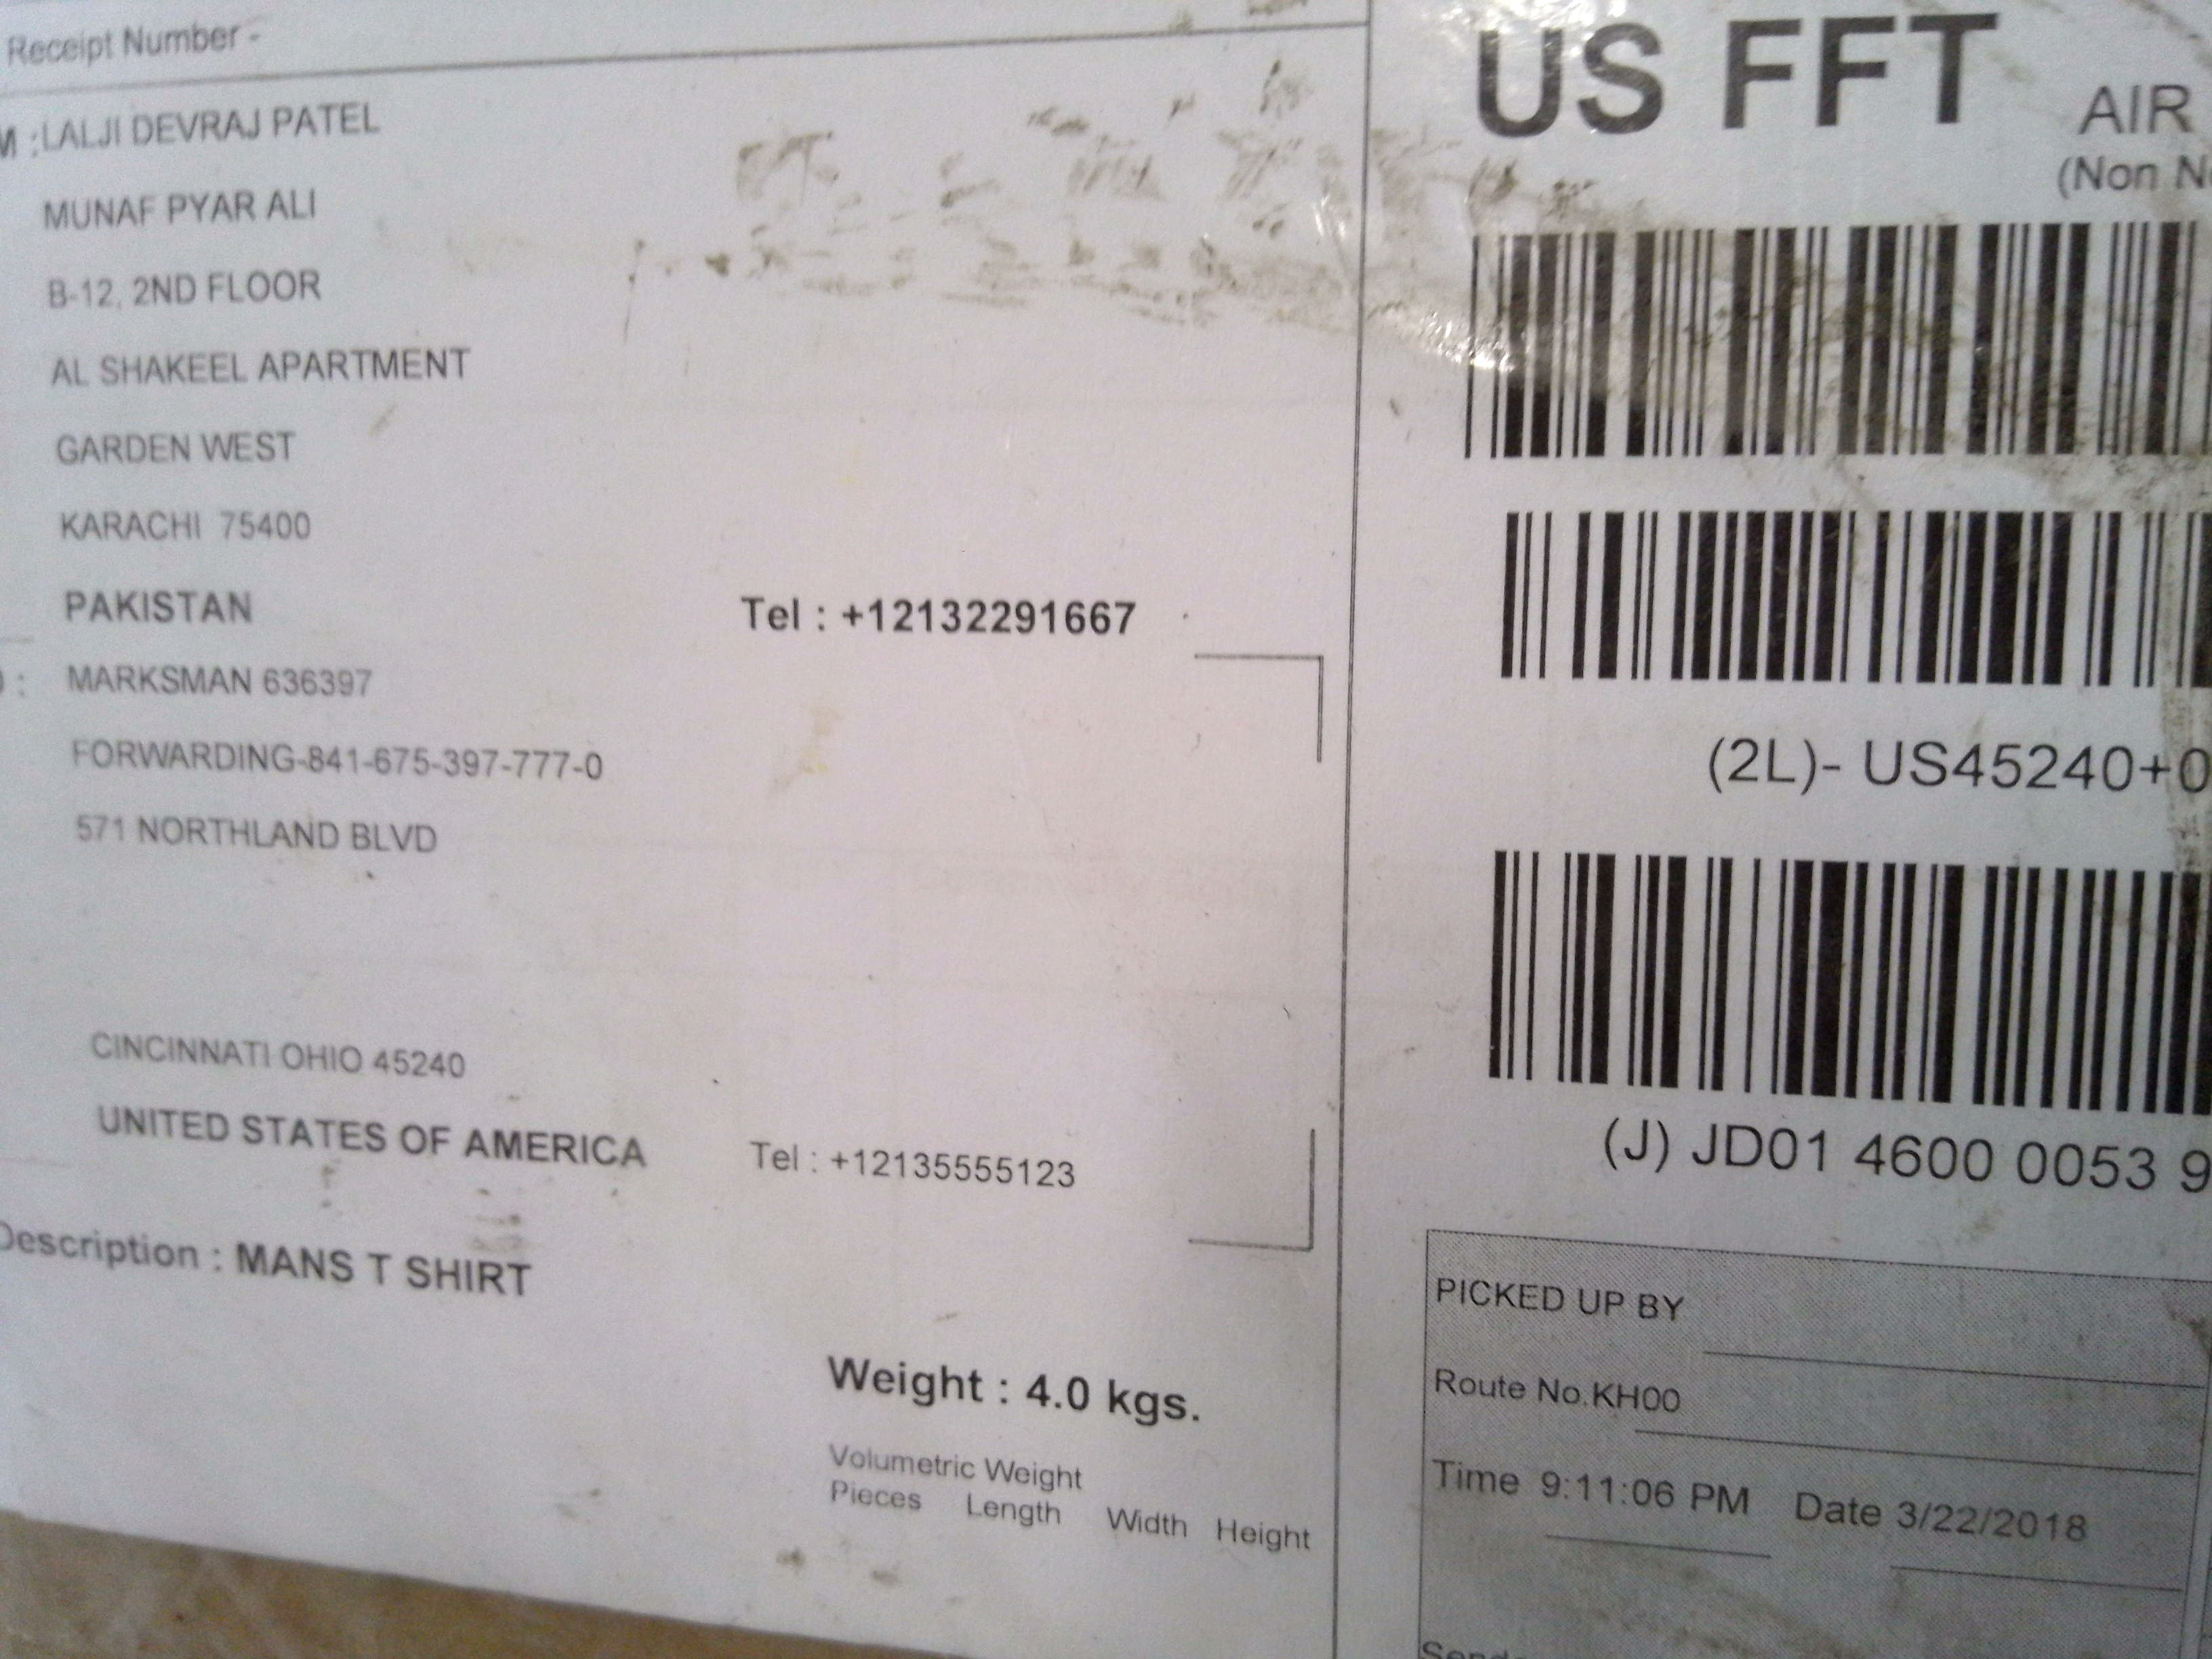 Receipt Number -
M : LALJI DEVRAJ PATEL
MUNAF PYAR ALI
B-12, 2ND FLOOR
AL SHAKEEL APARTMENT
GARDEN WEST
KARACHI 75400
PAKISTAN Tel : +12132291667
: MARKSMAN 636397
FORWARDING-841-675-397-777-0
571 NORTHLAND BLVD
CINCINNATI OHIO 45240
UNITED STATES OF AMERICA Tel : +12135555123
Description : MANS T SHIRT
Weight : 4.0 kgs.
Volumetric Weight
Pieces Length Width Height
US FFT AIR
(Non
(2L)- US45240+0
(J) JD01 4600 0053 9
PICKED UP BY
Route No.KH00
Time 9:11:06 PM Date 3/22/2018